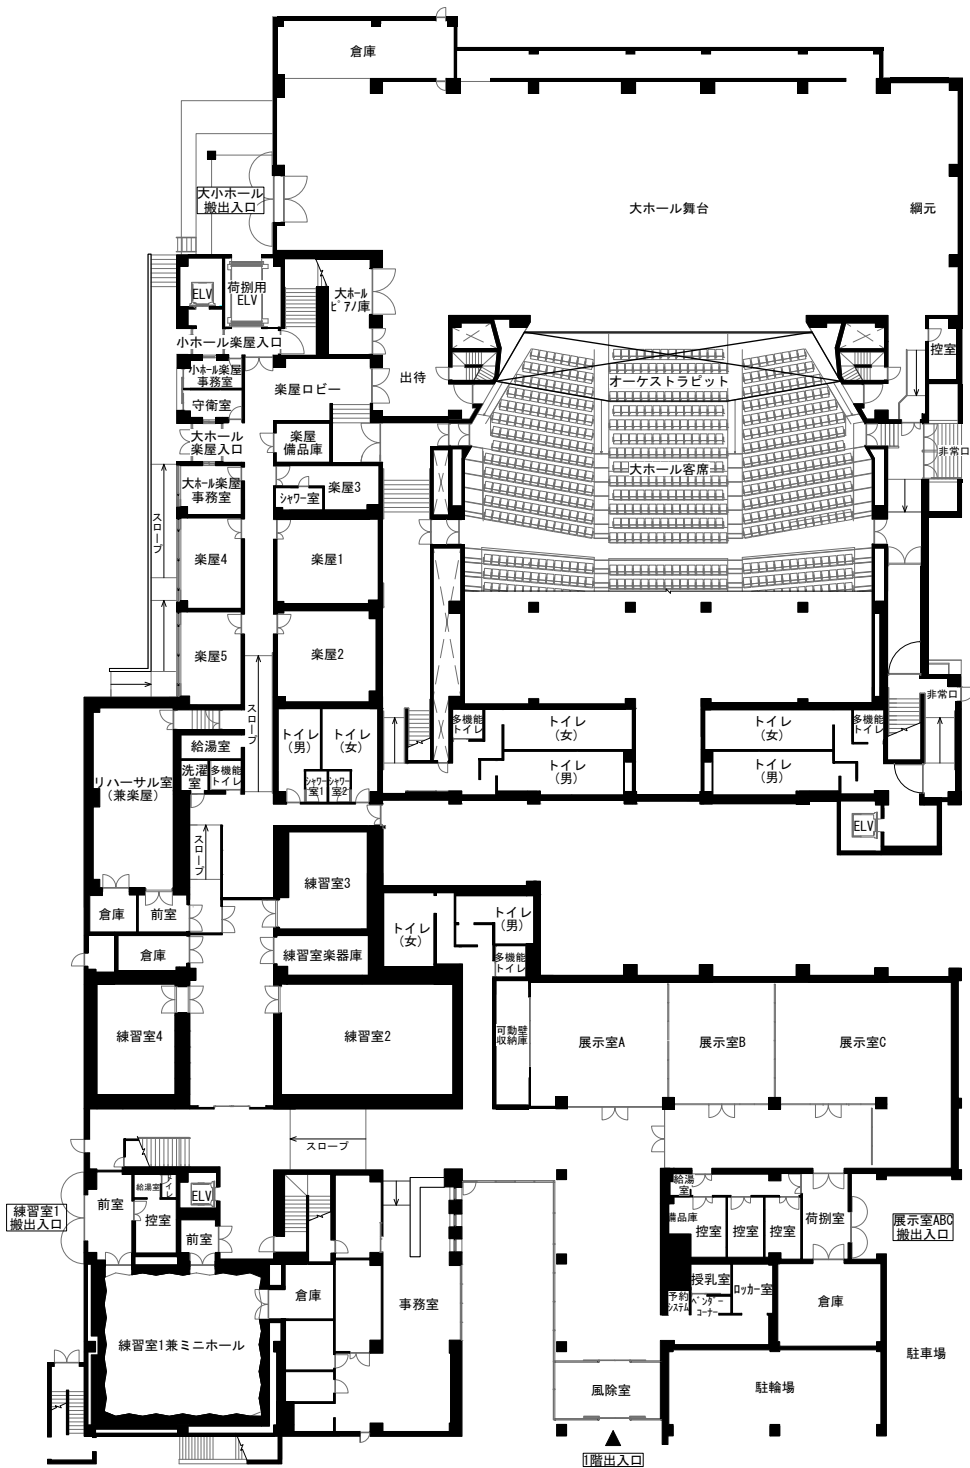 倉庫
大ホール舞台
綱元
大小ホール
搬出入口
ELV
荷捌用
ELV
大ホール
ピアノ庫
小ホール楽屋入口
控室
小ホール楽屋
事務室
楽屋ロビー
出待
オーケストラピット
守衛室
大ホール
楽屋入口
楽屋
備品庫
非常口
大ホール客席
大ホール楽屋
事務室
シャワー室
楽屋3
スロープ
楽屋4
楽屋1
楽屋5
楽屋2
非常口
スロープ
給湯室
トイレ
(男)
トイレ
(女)
多機能
トイレ
トイレ
(女)
トイレ
(男)
トイレ
(女)
トイレ
(男)
多機能
トイレ
洗濯
室
多機能
トイレ
シャワー
室1
シャワー
室2
リハーサル室
(兼楽屋)
ELV
スロープ
練習室3
倉庫
前室
トイレ
(女)
トイレ
(男)
倉庫
練習室楽器庫
多機能
トイレ
練習室4
練習室2
可動壁
収納庫
展示室A
展示室B
展示室C
スロープ
練習室1
搬出入口
前室
給湯室
トイレ
控室
ELV
前室
給湯
室
備品庫
控室
控室
控室
荷捌室
展示室ABC
搬出入口
倉庫
事務室
授乳室
予約
システム
ベンダー
コーナー
ロッカー室
倉庫
練習室1兼ミニホール
駐車場
風除室
駐輪場
1階出入口